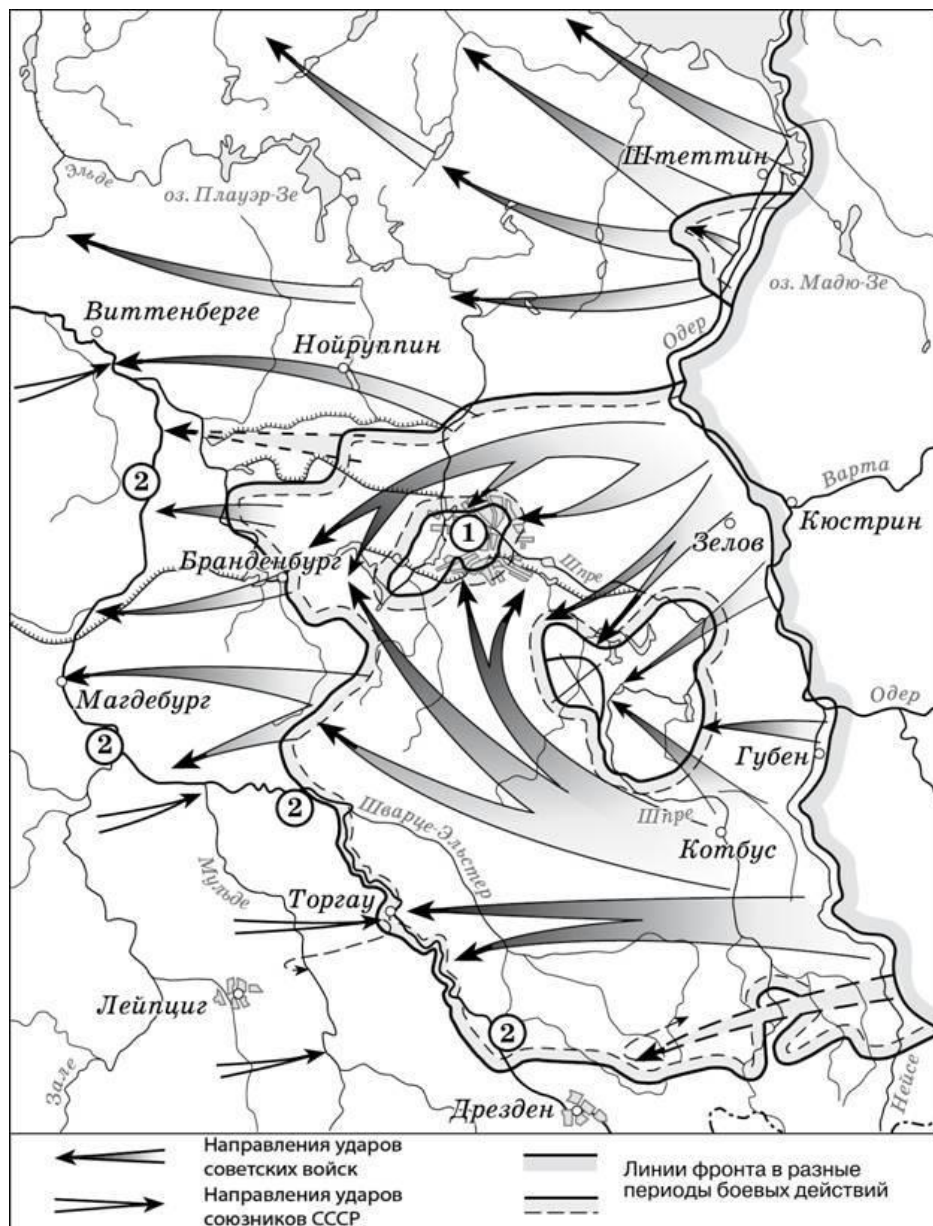 Штеттин
Эльде
оз. Плауэр-Зе
оз. Мадю-Зе
Виттенберге
Одер
Нойруппин
2
Варта
1
Кюстрин
Зелов
Бранденбург
Шпре
Магдебург
Одер
2
Губен
2
Шварце-Эльстер
Шпре
Котбус
Мульде
Торгау
Лейпциг
2
Зале
Нейсе
Дрезден
Направления ударов
советских войск
Направления ударов
союзников СССР
Линии фронта в разные
периоды боевых действий